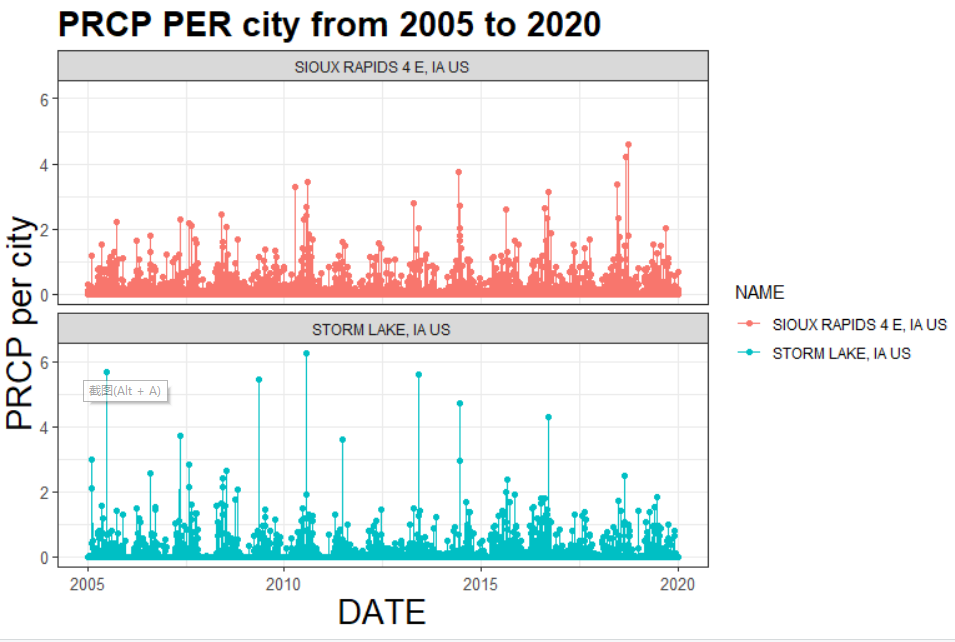 PRCP PER city from 2005 to 2020
SIOUX RAPIDS 4 E, IA US
6
4
2
0
PRCP per city
STORM LAKE, IA US
6
4
2
0
截图(Alt + A)
2005 2010 2015 2020
DATE
NAME
SIOUX RAPIDS 4 E, IA US
STORM LAKE, IA US